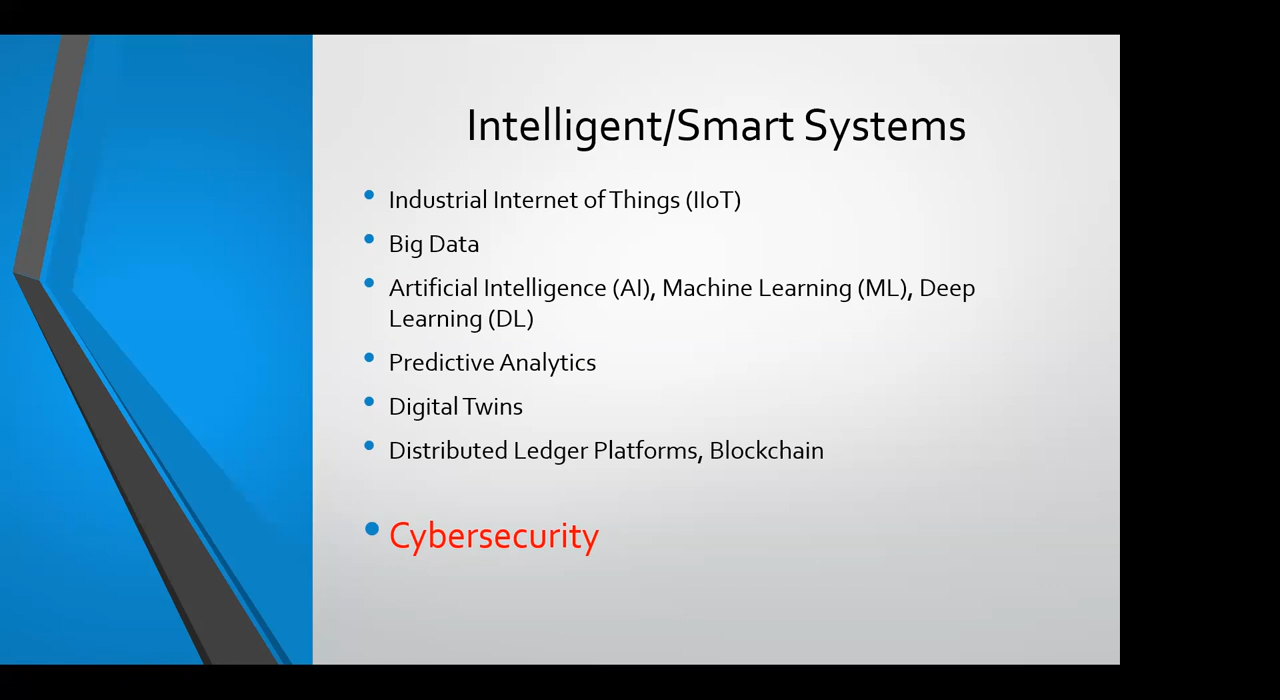 Intelligent/Smart Systems
• Industrial Internet of Things (IIoT)
• Big Data
• Artificial Intelligence (AI), Machine Learning (ML), Deep
Learning (DL)
• Predictive Analytics
• Digital Twins
• Distributed Ledger Platforms, Blockchain
• Cybersecurity